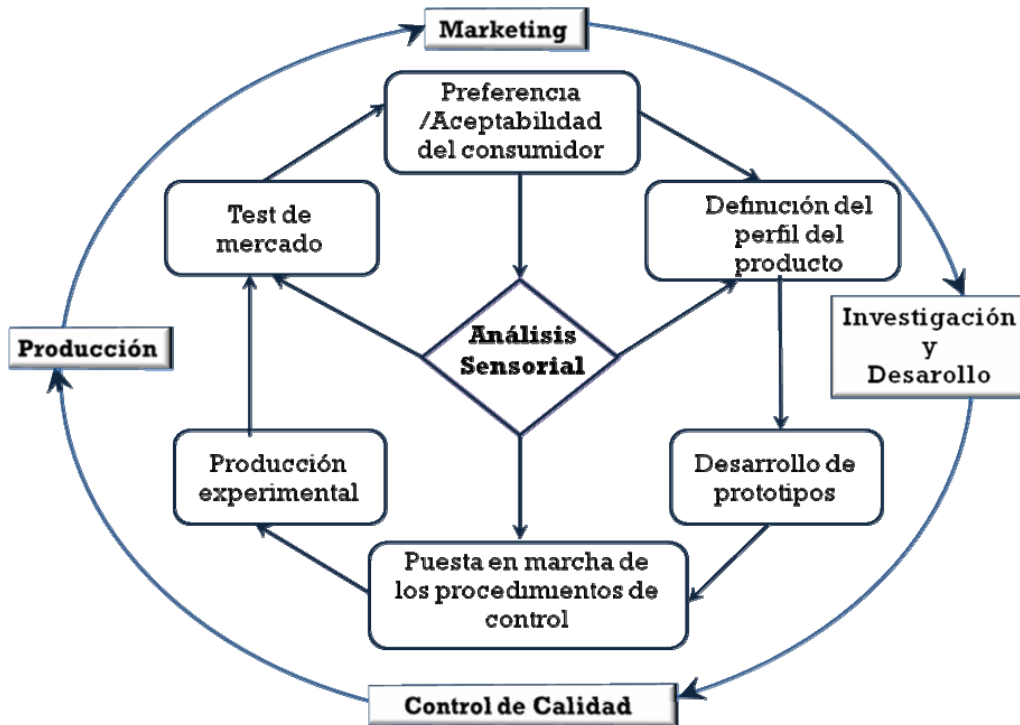 Marketing
Preferencia
/Aceptabilidad
del consumidor
Test de
mercado
Definición del
perfil del
producto
Producción
Análisis
Sensorial
Investigación
y
Desarollo
Producción
experimental
Desarrollo de
prototipos
Puesta en marcha de
los procedimientos de
control
Control de Calidad